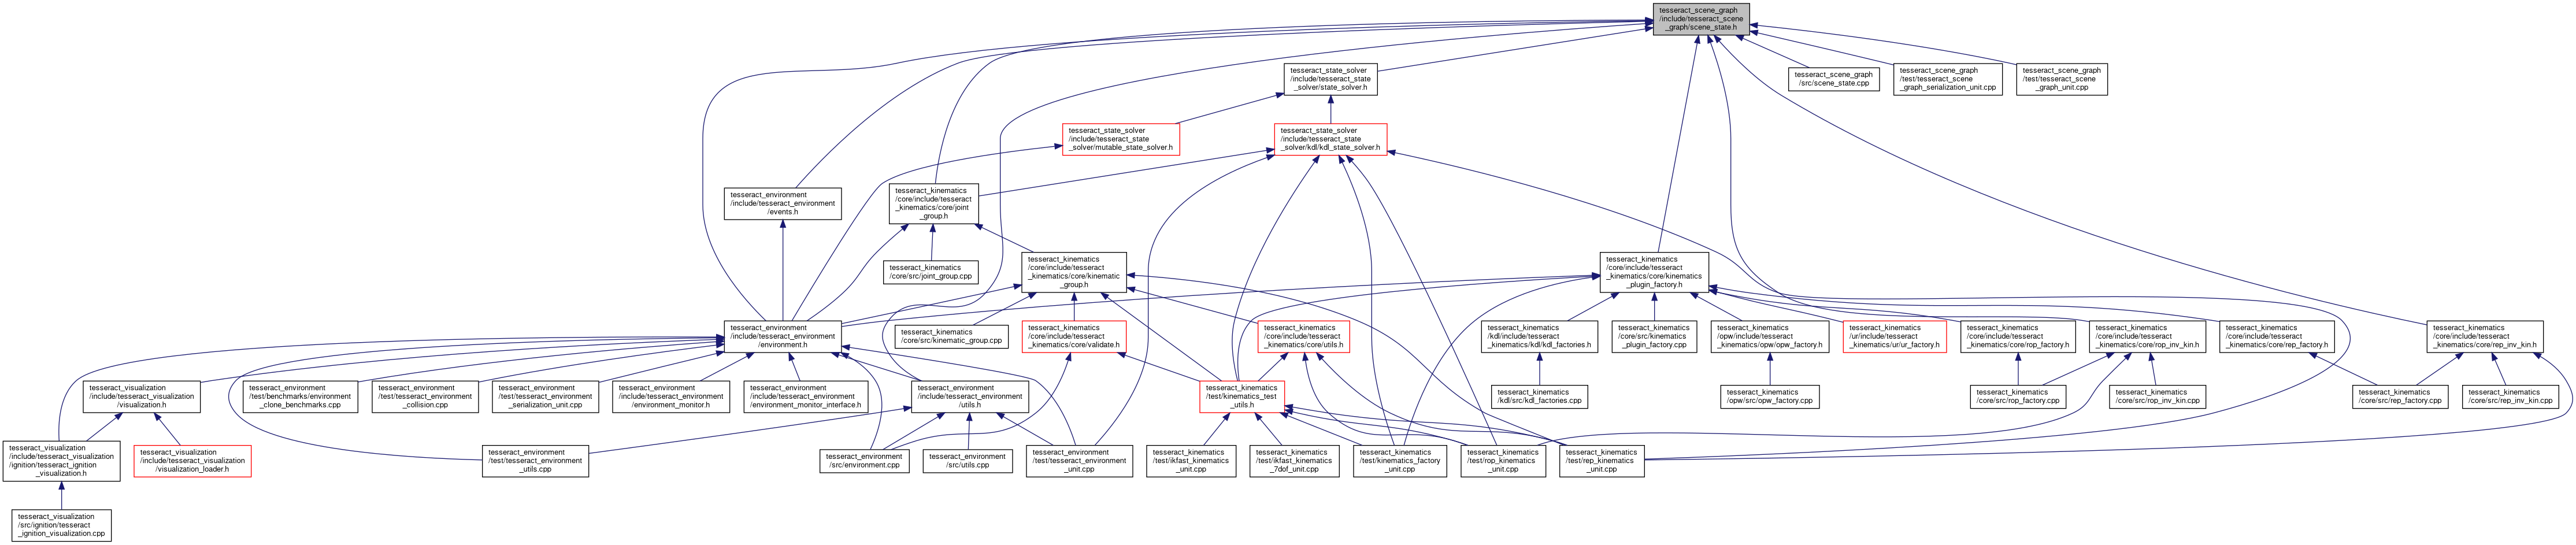 tesseract_scene_graph
/include/tesseract_scene
_graph/scene_state.h
tesseract_state_solver
/include/tesseract_state
_solver/state_solver.h
tesseract_scene_graph
/src/scene_state.cpp
tesseract_scene_graph
/test/tesseract_scene
_graph_serialization_unit.cpp
tesseract_scene_graph
/test/tesseract_scene
_graph_unit.cpp
tesseract_state_solver
/include/tesseract_state
_solver/mutable_state_solver.h
tesseract_state_solver
/include/tesseract_state
_solver/kdl/kdl_state_solver.h
tesseract_environment
/include/tesseract_environment
/events.h
tesseract_kinematics
/core/include/tesseract
_kinematics/core/joint
_group.h
tesseract_kinematics
/core/src/joint_group.cpp
tesseract_kinematics
/core/include/tesseract
_kinematics/core/kinematic
_group.h
tesseract_kinematics
/core/include/tesseract
_kinematics/core/kinematics
_plugin_factory.h
tesseract_environment
/include/tesseract_environment
/environment.h
tesseract_kinematics
/core/src/kinematic_group.cpp
tesseract_kinematics
/core/include/tesseract
_kinematics/core/validate.h
tesseract_kinematics
/core/include/tesseract
_kinematics/core/utils.h
tesseract_kinematics
/kdl/include/tesseract
_kinematics/kdl/kdl_factories.h
tesseract_kinematics
/core/src/kinematics
_plugin_factory.cpp
tesseract_kinematics
/opw/include/tesseract
_kinematics/opw/opw_factory.h
tesseract_kinematics
/ur/include/tesseract
_kinematics/ur/ur_factory.h
tesseract_kinematics
/core/include/tesseract
_kinematics/core/rop_factory.h
tesseract_kinematics
/core/include/tesseract
_kinematics/core/rop_inv_kin.h
tesseract_kinematics
/core/include/tesseract
_kinematics/core/rep_factory.h
tesseract_kinematics
/core/include/tesseract
_kinematics/core/rep_inv_kin.h
tesseract_visualization
/include/tesseract_visualization
/visualization.h
tesseract_environment
/test/benchmarks/environment
_clone_benchmarks.cpp
tesseract_environment
/test/tesseract_environment
_collision.cpp
tesseract_environment
/test/tesseract_environment
_serialization_unit.cpp
tesseract_environment
/include/tesseract_environment
/environment_monitor.h
tesseract_environment
/include/tesseract_environment
/environment_monitor_interface.h
tesseract_environment
/include/tesseract_environment
/utils.h
tesseract_kinematics
/test/kinematics_test
_utils.h
tesseract_kinematics
/kdl/src/kdl_factories.cpp
tesseract_kinematics
/opw/src/opw_factory.cpp
tesseract_kinematics
/core/src/rop_factory.cpp
tesseract_kinematics
/core/src/rop_inv_kin.cpp
tesseract_kinematics
/core/src/rep_factory.cpp
tesseract_kinematics
/core/src/rep_inv_kin.cpp
tesseract_visualization
/include/tesseract_visualization
/ignition/tesseract_ignition
_visualization.h
tesseract_visualization
/include/tesseract_visualization
/visualization_loader.h
tesseract_environment
/test/tesseract_environment
_utils.cpp
tesseract_environment
/src/environment.cpp
tesseract_environment
/src/utils.cpp
tesseract_environment
/test/tesseract_environment
_unit.cpp
tesseract_kinematics
/test/ikfast_kinematics
_unit.cpp
tesseract_kinematics
/test/ikfast_kinematics
_7dof_unit.cpp
tesseract_kinematics
/test/kinematics_factory
_unit.cpp
tesseract_kinematics
/test/rop_kinematics
_unit.cpp
tesseract_kinematics
/test/rep_kinematics
_unit.cpp
tesseract_visualization
/src/ignition/tesseract
_ignition_visualization.cpp